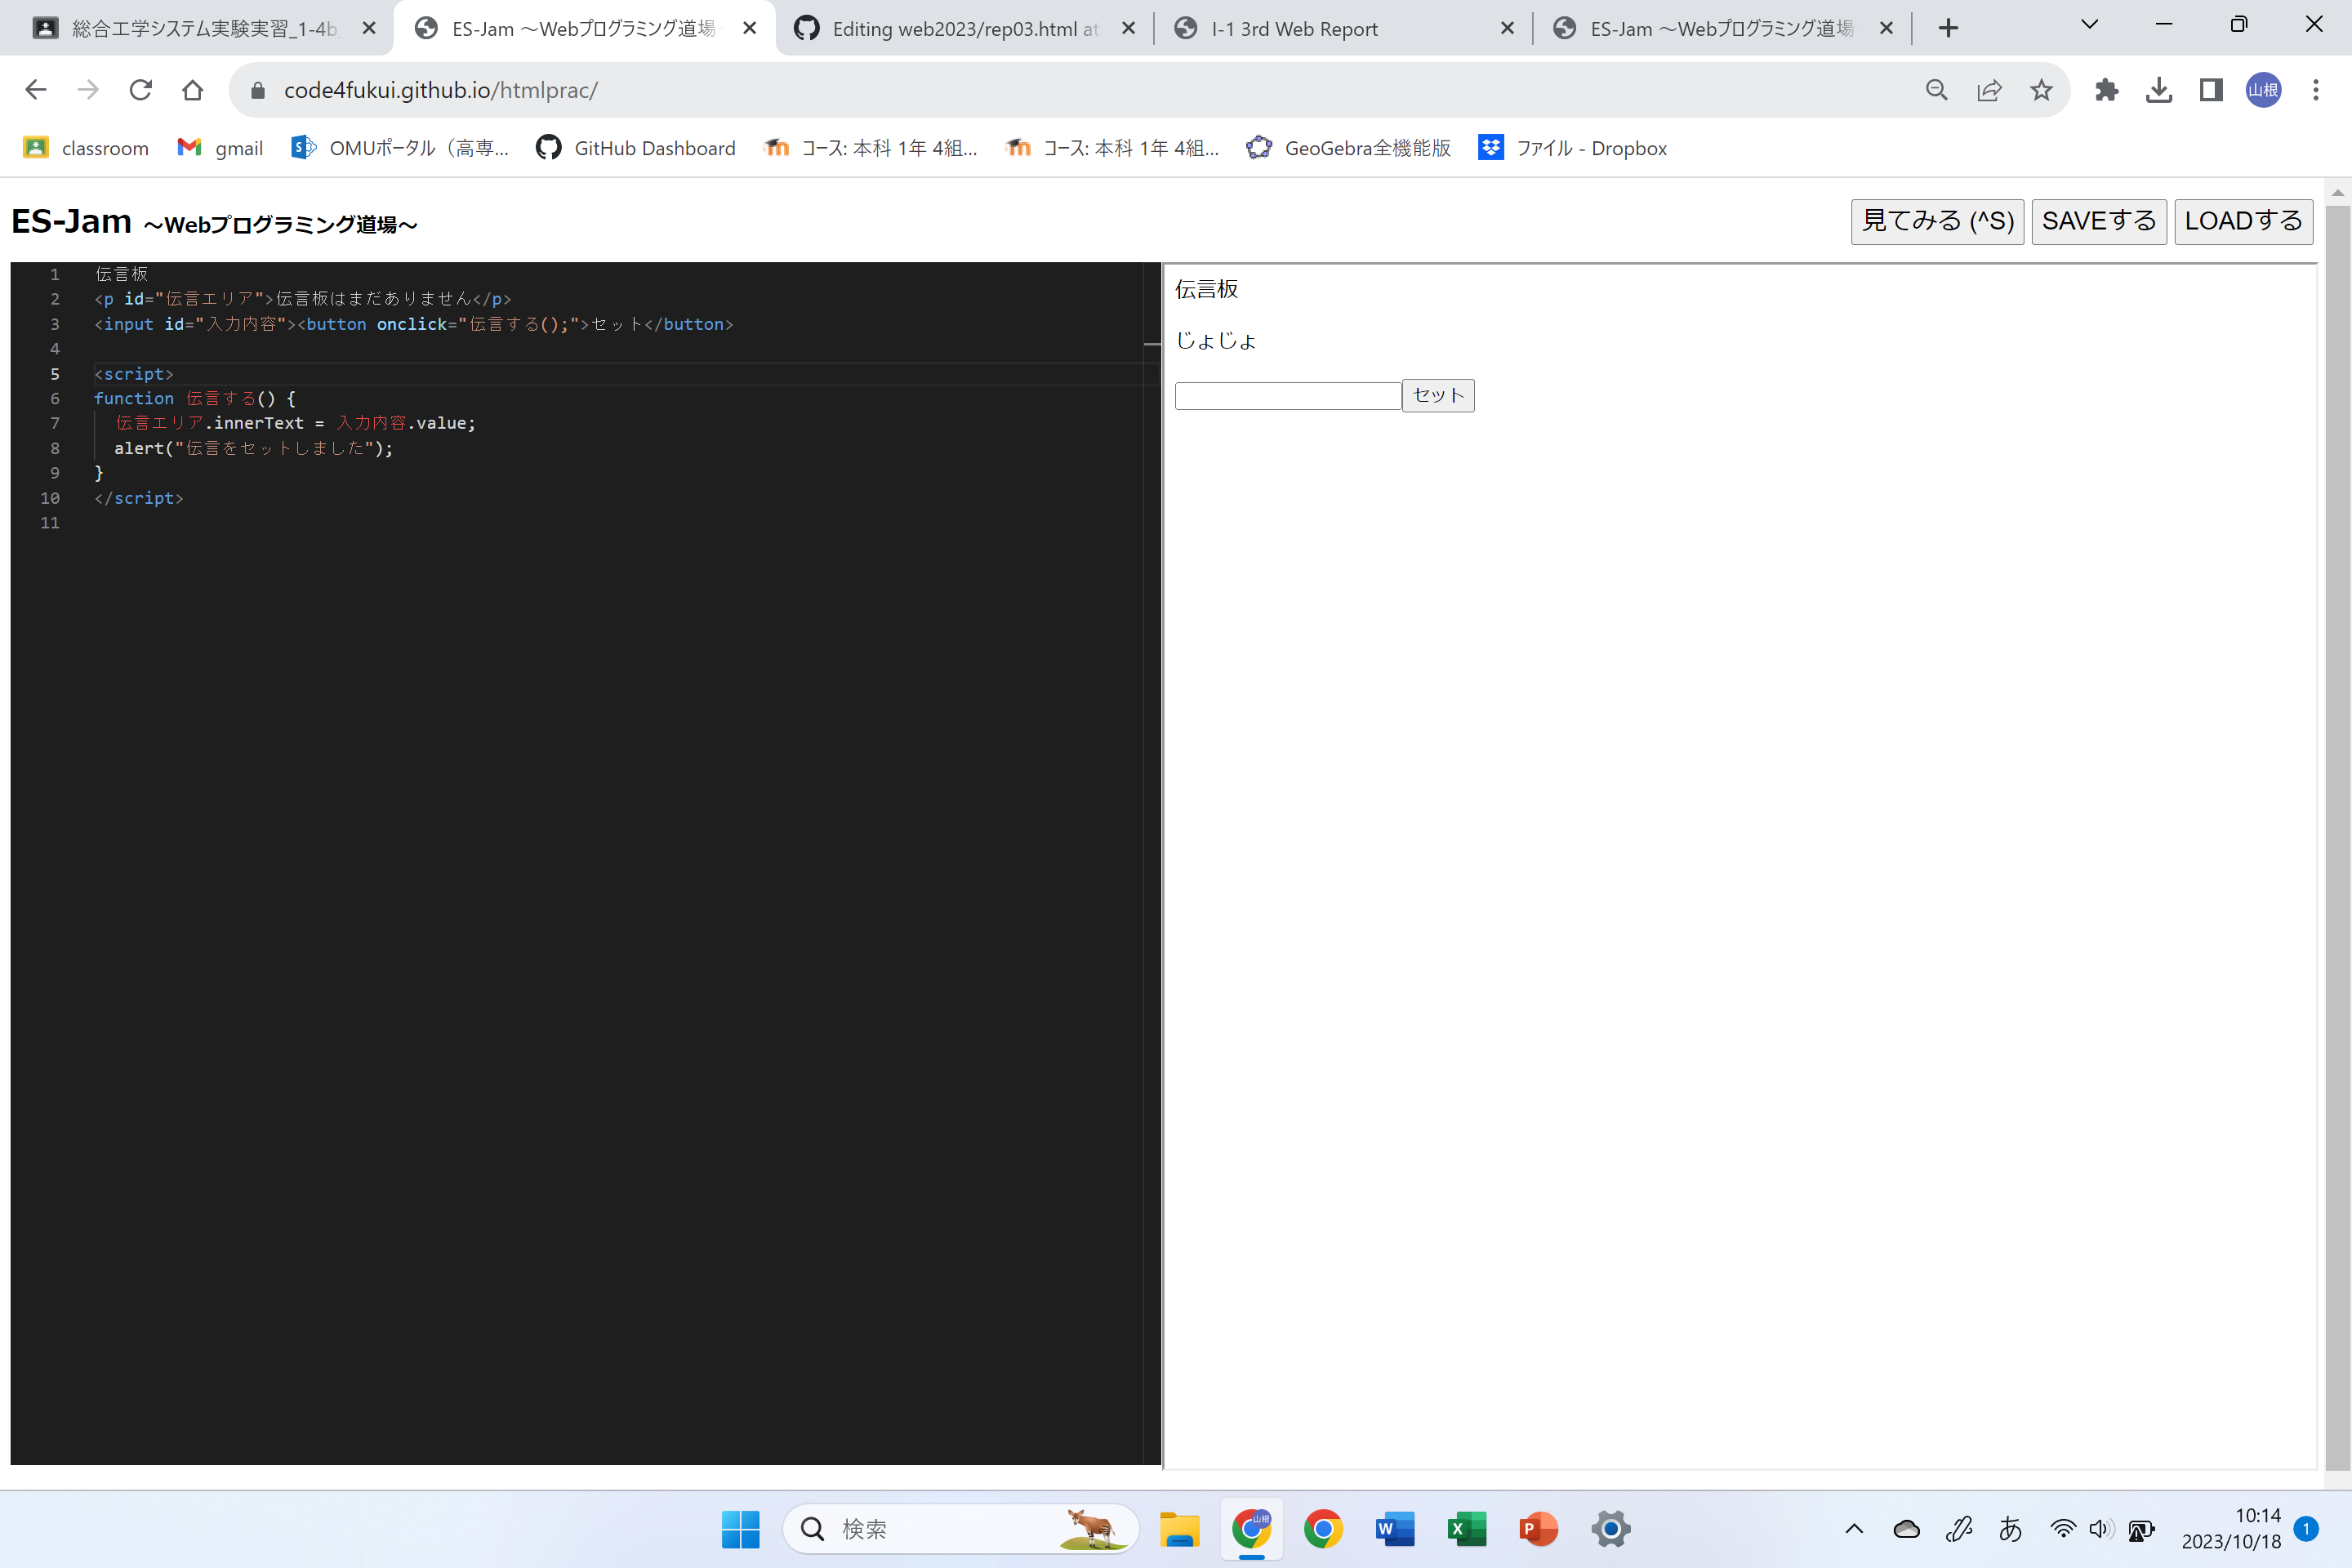 総合工学システム実験実習_1-4b
ES-Jam ～Webプログラミング道場
Editing web2023/rep03.html at
I-1 3rd Web Report
ES-Jam ～Webプログラミング道場
code4fukui.github.io/htmlprac/
山根
classroom
gmail
OMUポータル（高専...
GitHub Dashboard
コース: 本科 1年 4組...
コース: 本科 1年 4組...
GeoGebra全機能版
ファイル - Dropbox
ES-Jam ～Webプログラミング道場～
見てみる (^S)
SAVEする
LOADする
1 伝言板
2 <p id="伝言エリア">伝言板はまだありません</p>
3 <input id="入力内容"><button onclick="伝言する();">セット</button>
4
5 <script>
6 function 伝言する() {
7 伝言エリア.innerText = 入力内容.value;
8 alert("伝言をセットしました");
9 }
10 </script>
11
伝言板
じょじょ
セット
検索
山根
あ
10:14
2023/10/18
1